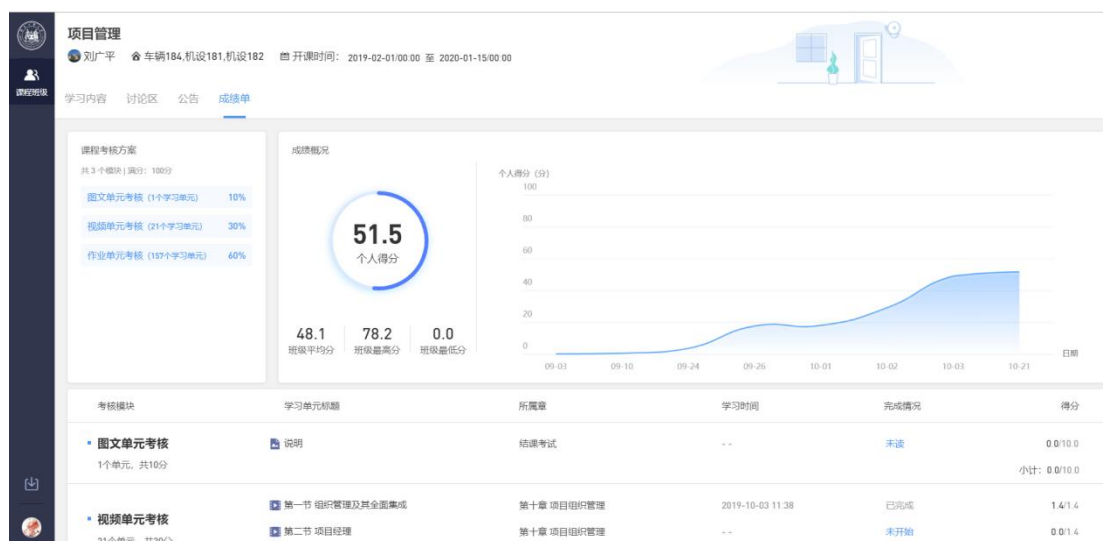 项目管理
刘广平 车辆184,机设181,机设182 开课时间: 2019-02-01/00:00 至 2020-01-15/00:00
课程班级
学习内容 讨论区 公告 成绩单
课程考核方案
共 3 个模块 | 满分: 100分
图文单元考核 (1个学习单元) 10%
视频单元考核 (21个学习单元) 30%
作业单元考核 (157个学习单元) 60%
成绩概况
51.5
个人得分
48.1 78.2 0.0
班级平均分 班级最高分 班级最低分
个人得分 (分)
100
80
60
40
20
0
日期
09-03 09-10 09-24 09-26 10-01 10-02 10-03 10-21
考核模块 学习单元标题 所属章 学习时间 完成情况 得分
图文单元考核 说明 结课考试 - - 未读 0.0/10.0
1个单元, 共10分
小计: 0.0/10.0
第一节 组织管理及其全面集成 第十章 项目组织管理 2019-10-03 11:38 已完成 1.4/1.4
视频单元考核
第二节 项目经理 第十章 项目组织管理 - - 未开始 0.0/1.4
21个单元, 共30分